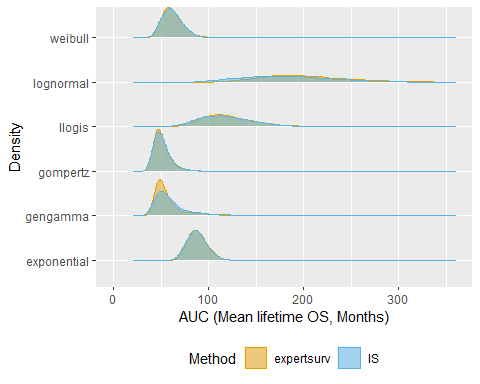 weibull
lognormal
llogis
gompertz
gengamma
exponential
Density
0 100 200 300
AUC (Mean lifetime OS, Months)
Method expertsurv IS